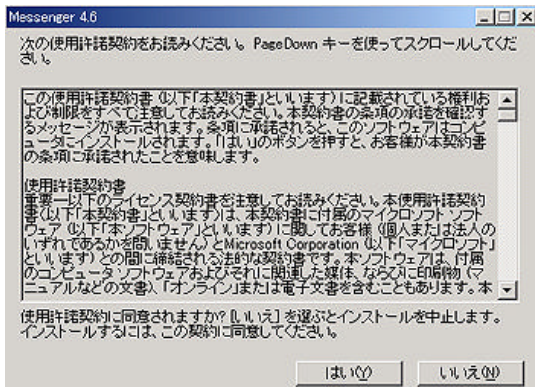 Messenger 4.6
次の使用許諾契約をお読みください。PageDown キーを使ってスクロールしてくだ
さい。
この使用許諾契約書 (以下「本契約書」といいます) に記載されている権利お
よび制限をすべて注意してお読みください。本契約書の条項の承諾を確認す
るメッセージが表示されます。条項に承諾されると、このソフトウェアはコンピ
ュータにインストールされます。「はい」のボタンを押すと、お客様が本契約書
の条項に承諾されたことを意味します。
使用許諾契約書
重要-以下のライセンス契約書を注意してお読みください。本使用許諾契約
書(以下「本契約書」といいます)は、本契約書に付属のマイクロソフト ソフト
ウェア (以下「本ソフトウェア」といいます) に関してお客様 (個人または法人の
いずれであるかを問いません) とMicrosoft Corporation (以下「マイクロソフト」
といいます) との間に締結される法的な契約書です。本ソフトウェアは、付属
のコンピュータ ソフトウェアおよびそれに関連した媒体、ならびに印刷物 (マ
ニュアルなどの文書)、「オンライン」または電子文書を含むこともあります。本
使用許諾契約に同意されますか? [いいえ] を選ぶとインストールを中止します。
インストールするには、この契約に同意してください。
はい(Y)
いいえ(N)